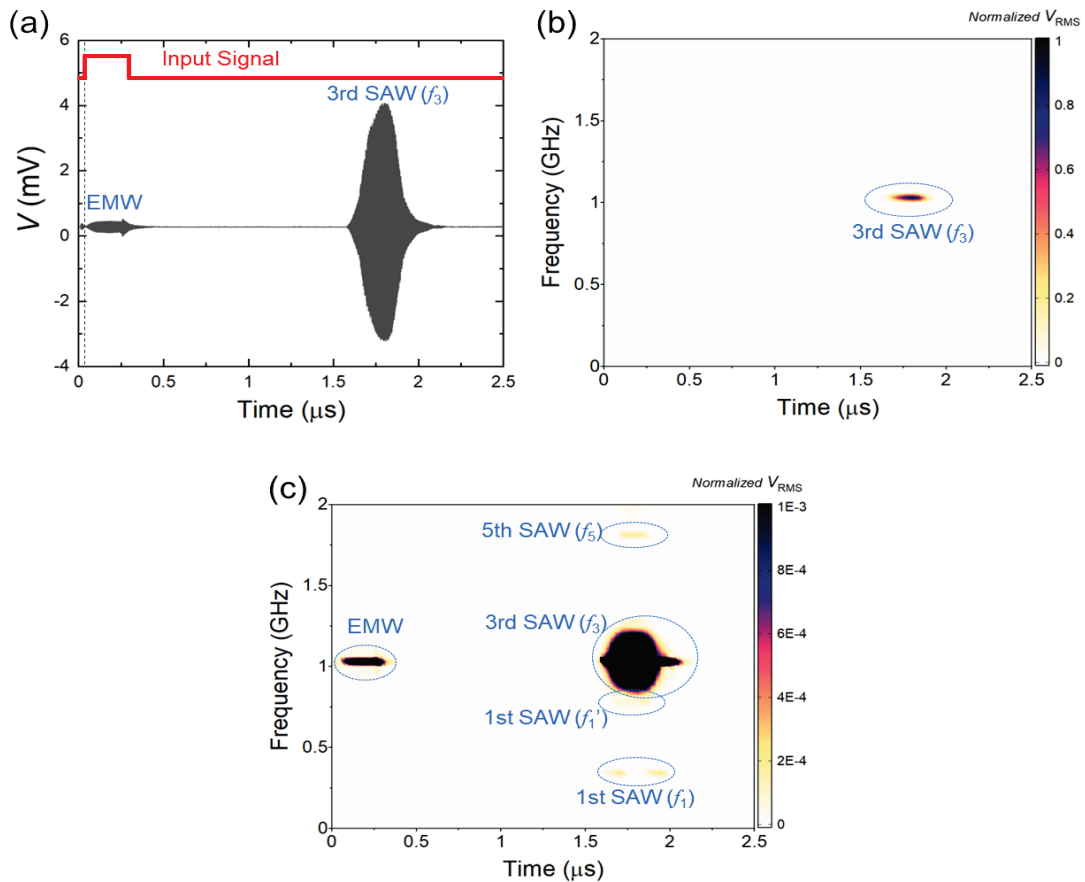 (a)
6
4
2
0
-2
-4
V (mV)
Input Signal
3rd SAW (f3)
EMW
0
0.5
1
1.5
2
2.5
Time (μs)
(b)
Normalized VRMS
2
1.5
1
0.5
0
Frequency (GHz)
3rd SAW (f3)
0
0.5
1
1.5
2
2.5
Time (μs)
1
0.8
0.6
0.4
0.2
0
(c)
Normalized VRMS
2
1.5
1
0.5
0
Frequency (GHz)
5th SAW (f5)
EMW
3rd SAW (f3)
1st SAW (f1')
1st SAW (f1)
0
0.5
1
1.5
2
2.5
Time (μs)
1E-3
8E-4
6E-4
4E-4
2E-4
0